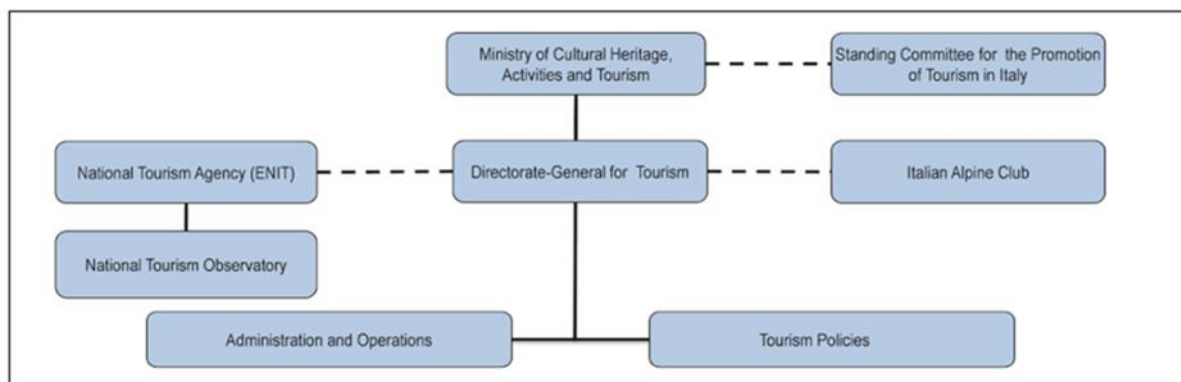 Ministry of Cultural Heritage,
Activities and Tourism
Standing Committee for the Promotion
of Tourism in Italy
National Tourism Agency (ENIT)
Directorate-General for Tourism
Italian Alpine Club
National Tourism Observatory
Administration and Operations
Tourism Policies